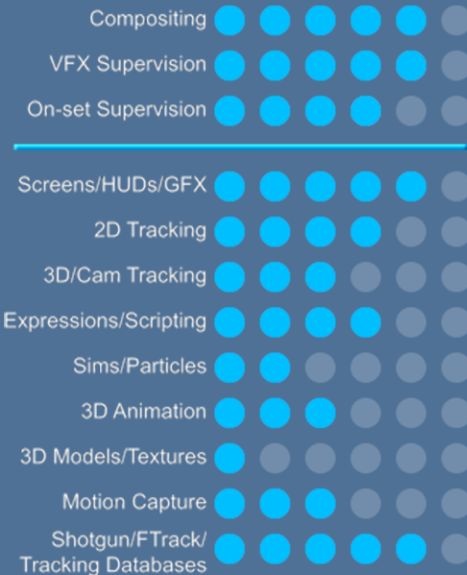 Compositing
VFX Supervision
On-set Supervision
Screens/HUDs/GFX
2D Tracking
3D/Cam Tracking
Expressions/Scripting
Sims/Particles
3D Animation
3D Models/Textures
Motion Capture
Shotgun/FTrack/
Tracking Databases